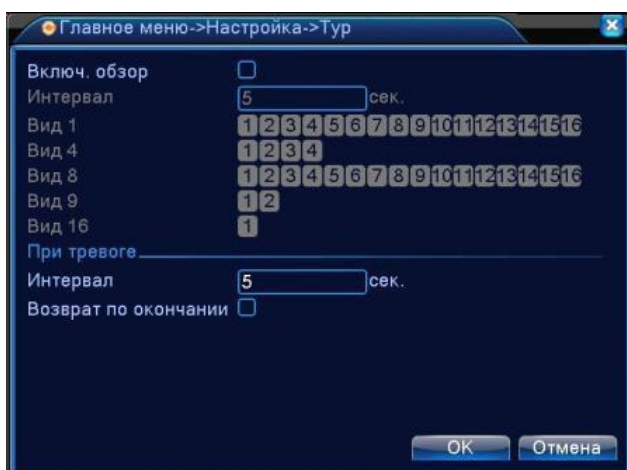 Главное меню->Настройка->Тур
Включ. обзор
Интервал 5 сек.
Вид 1 1 2 3 4 5 6 7 8 9 10 11 12 13 14 15 16
Вид 4 1 2 3 4
Вид 8 1 2 3 4 5 6 7 8 9 10 11 12 13 14 15 16
Вид 9 1 2
Вид 16 1
При тревоге
Интервал 5 сек.
Возврат по окончании
OK Отмена